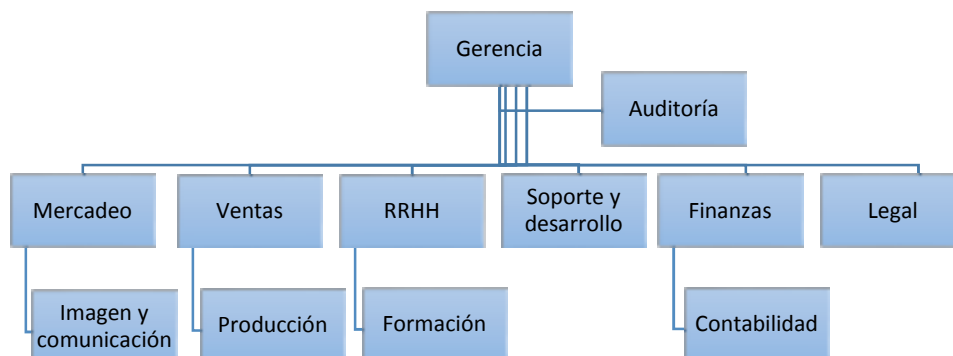 Gerencia
Auditoría
Mercadeo
Ventas
RRHH
Soporte y
desarrollo
Finanzas
Legal
Imagen y
comunicación
Producción
Formación
Contabilidad